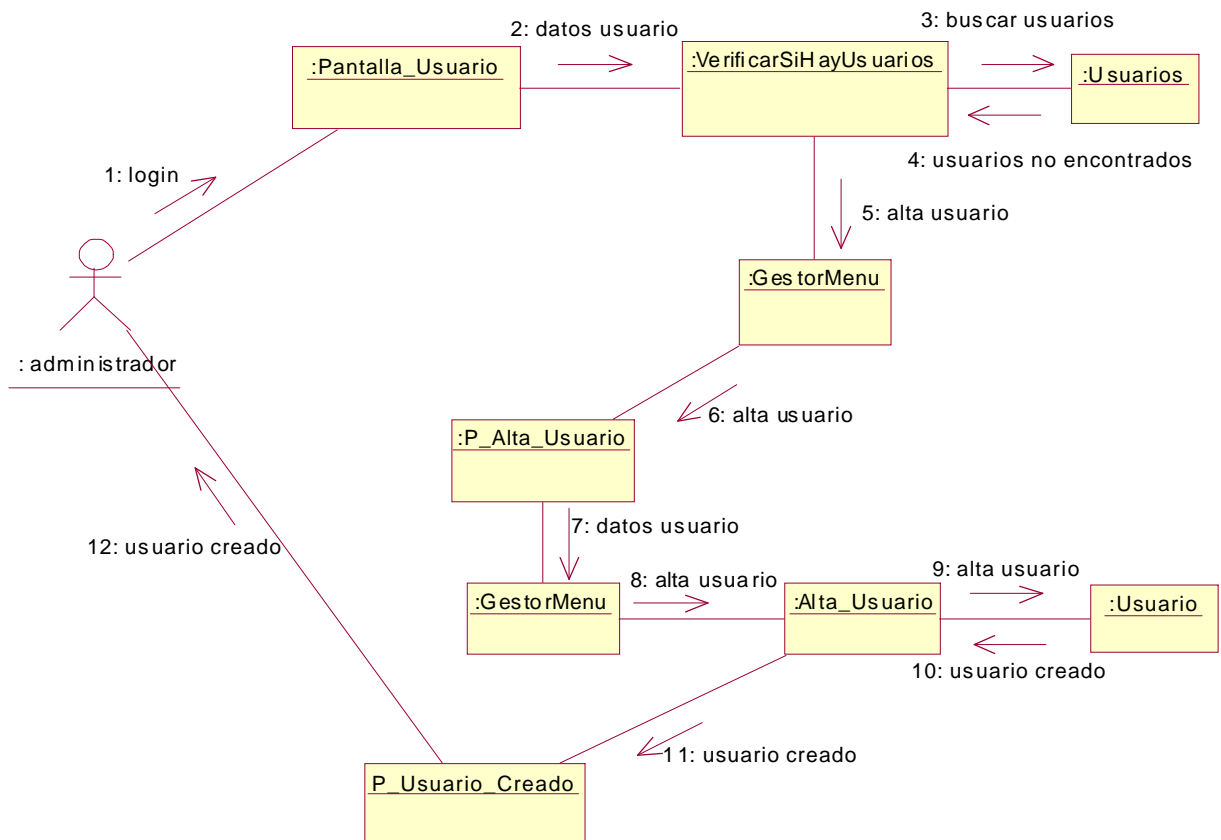 2: datos usuario
3: buscar usuarios
:Pantalla_Usuario
:VerificarSiHayUsuarios
:Usuarios
1: login
4: usuarios no encontrados
5: alta usuario
:GestorMenu
: administrador
6: alta usuario
:P_Alta_Usuario
7: datos usuario
12: usuario creado
8: alta usuario
9: alta usuario
:GestorMenu
:Alta_Usuario
:Usuario
10: usuario creado
11: usuario creado
P_Usuario_Creado